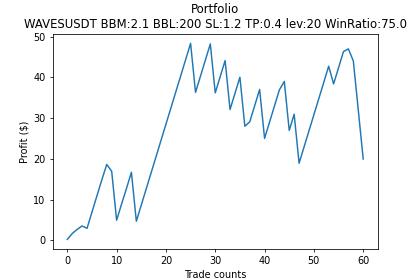 Portfolio
WAVESUSDT BBM:2.1 BBL:200 SL:1.2 TP:0.4 lev:20 WinRatio:75.0
50
40
30
20
10
0
Profit ($)
0 10 20 30 40 50 60
Trade counts